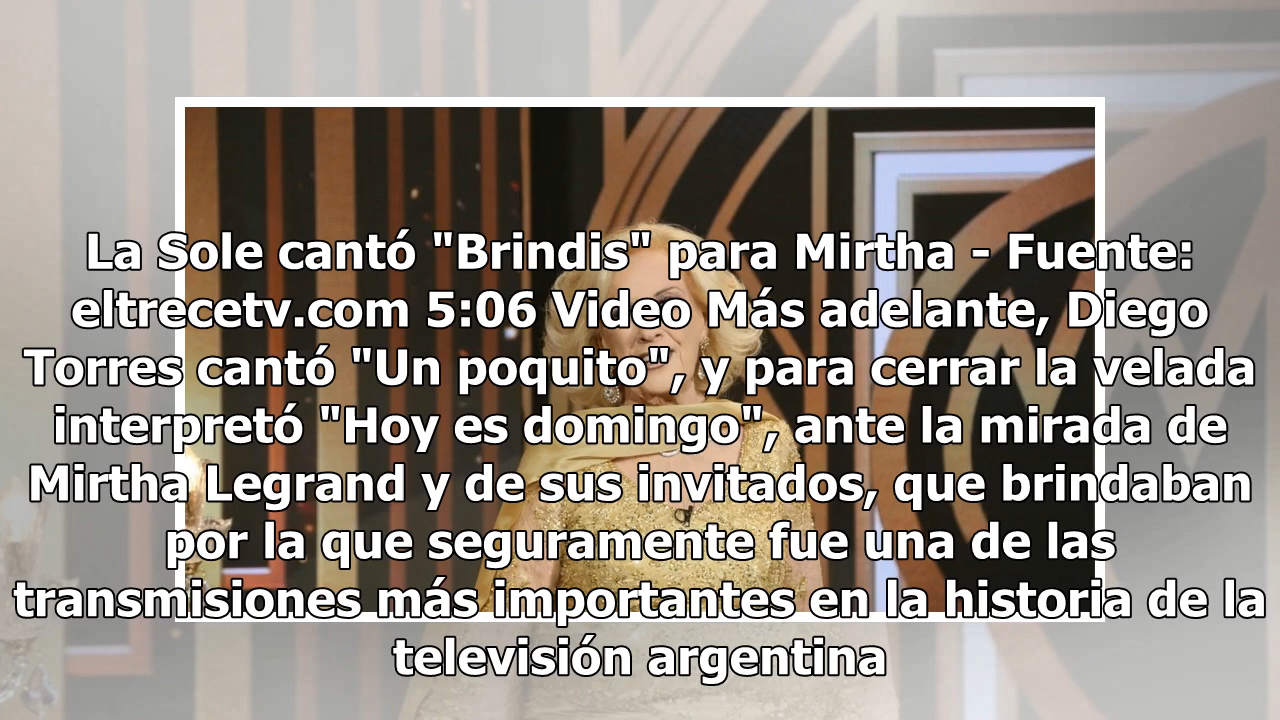 La Sole cantó "Brindis" para Mirtha - Fuente:
eltrecetv.com 5:06 Video Más adelante, Diego
Torres cantó "Un poquito", y para cerrar la velada
interpretó "Hoy es domingo", ante la mirada de
Mirtha Legrand y de sus invitados, que brindaban
por la que seguramente fue una de las
transmisiones más importantes en la historia de la
televisión argentina